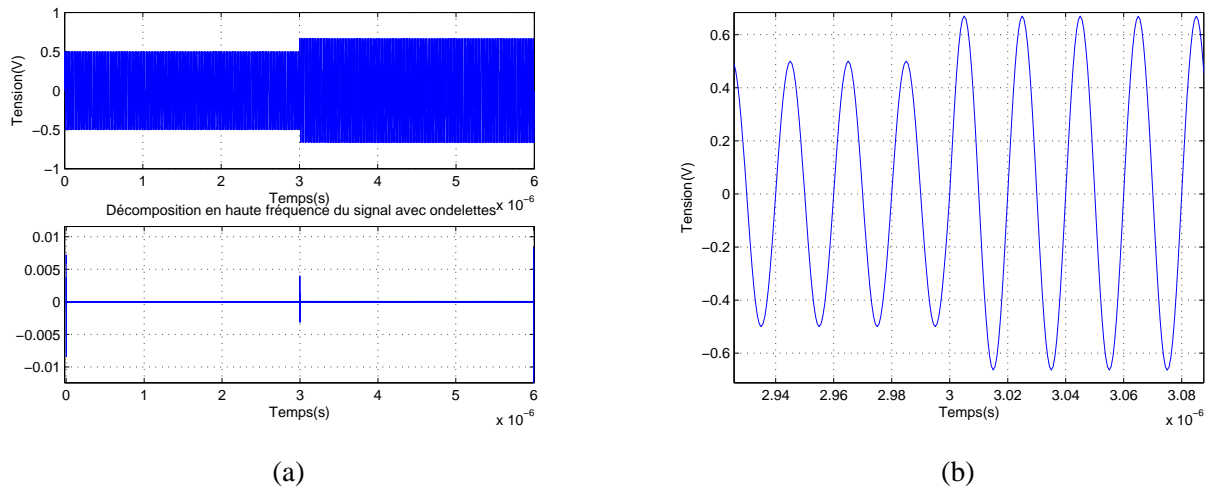 1
0.5
0
−0.5
−1
Tension(V)
0 1 2 3 4 5 6
Temps(s)
x 10⁻⁶
Décomposition en haute fréquence du signal avec ondelettes
0.01
0.005
0
−0.005
−0.01
0 1 2 3 4 5 6
Temps(s)
x 10⁻⁶
(a)
0.6
0.4
0.2
0
−0.2
−0.4
−0.6
Tension(V)
2.94 2.96 2.98 3 3.02 3.04 3.06 3.08
Temps(s)
x 10⁻⁶
(b)